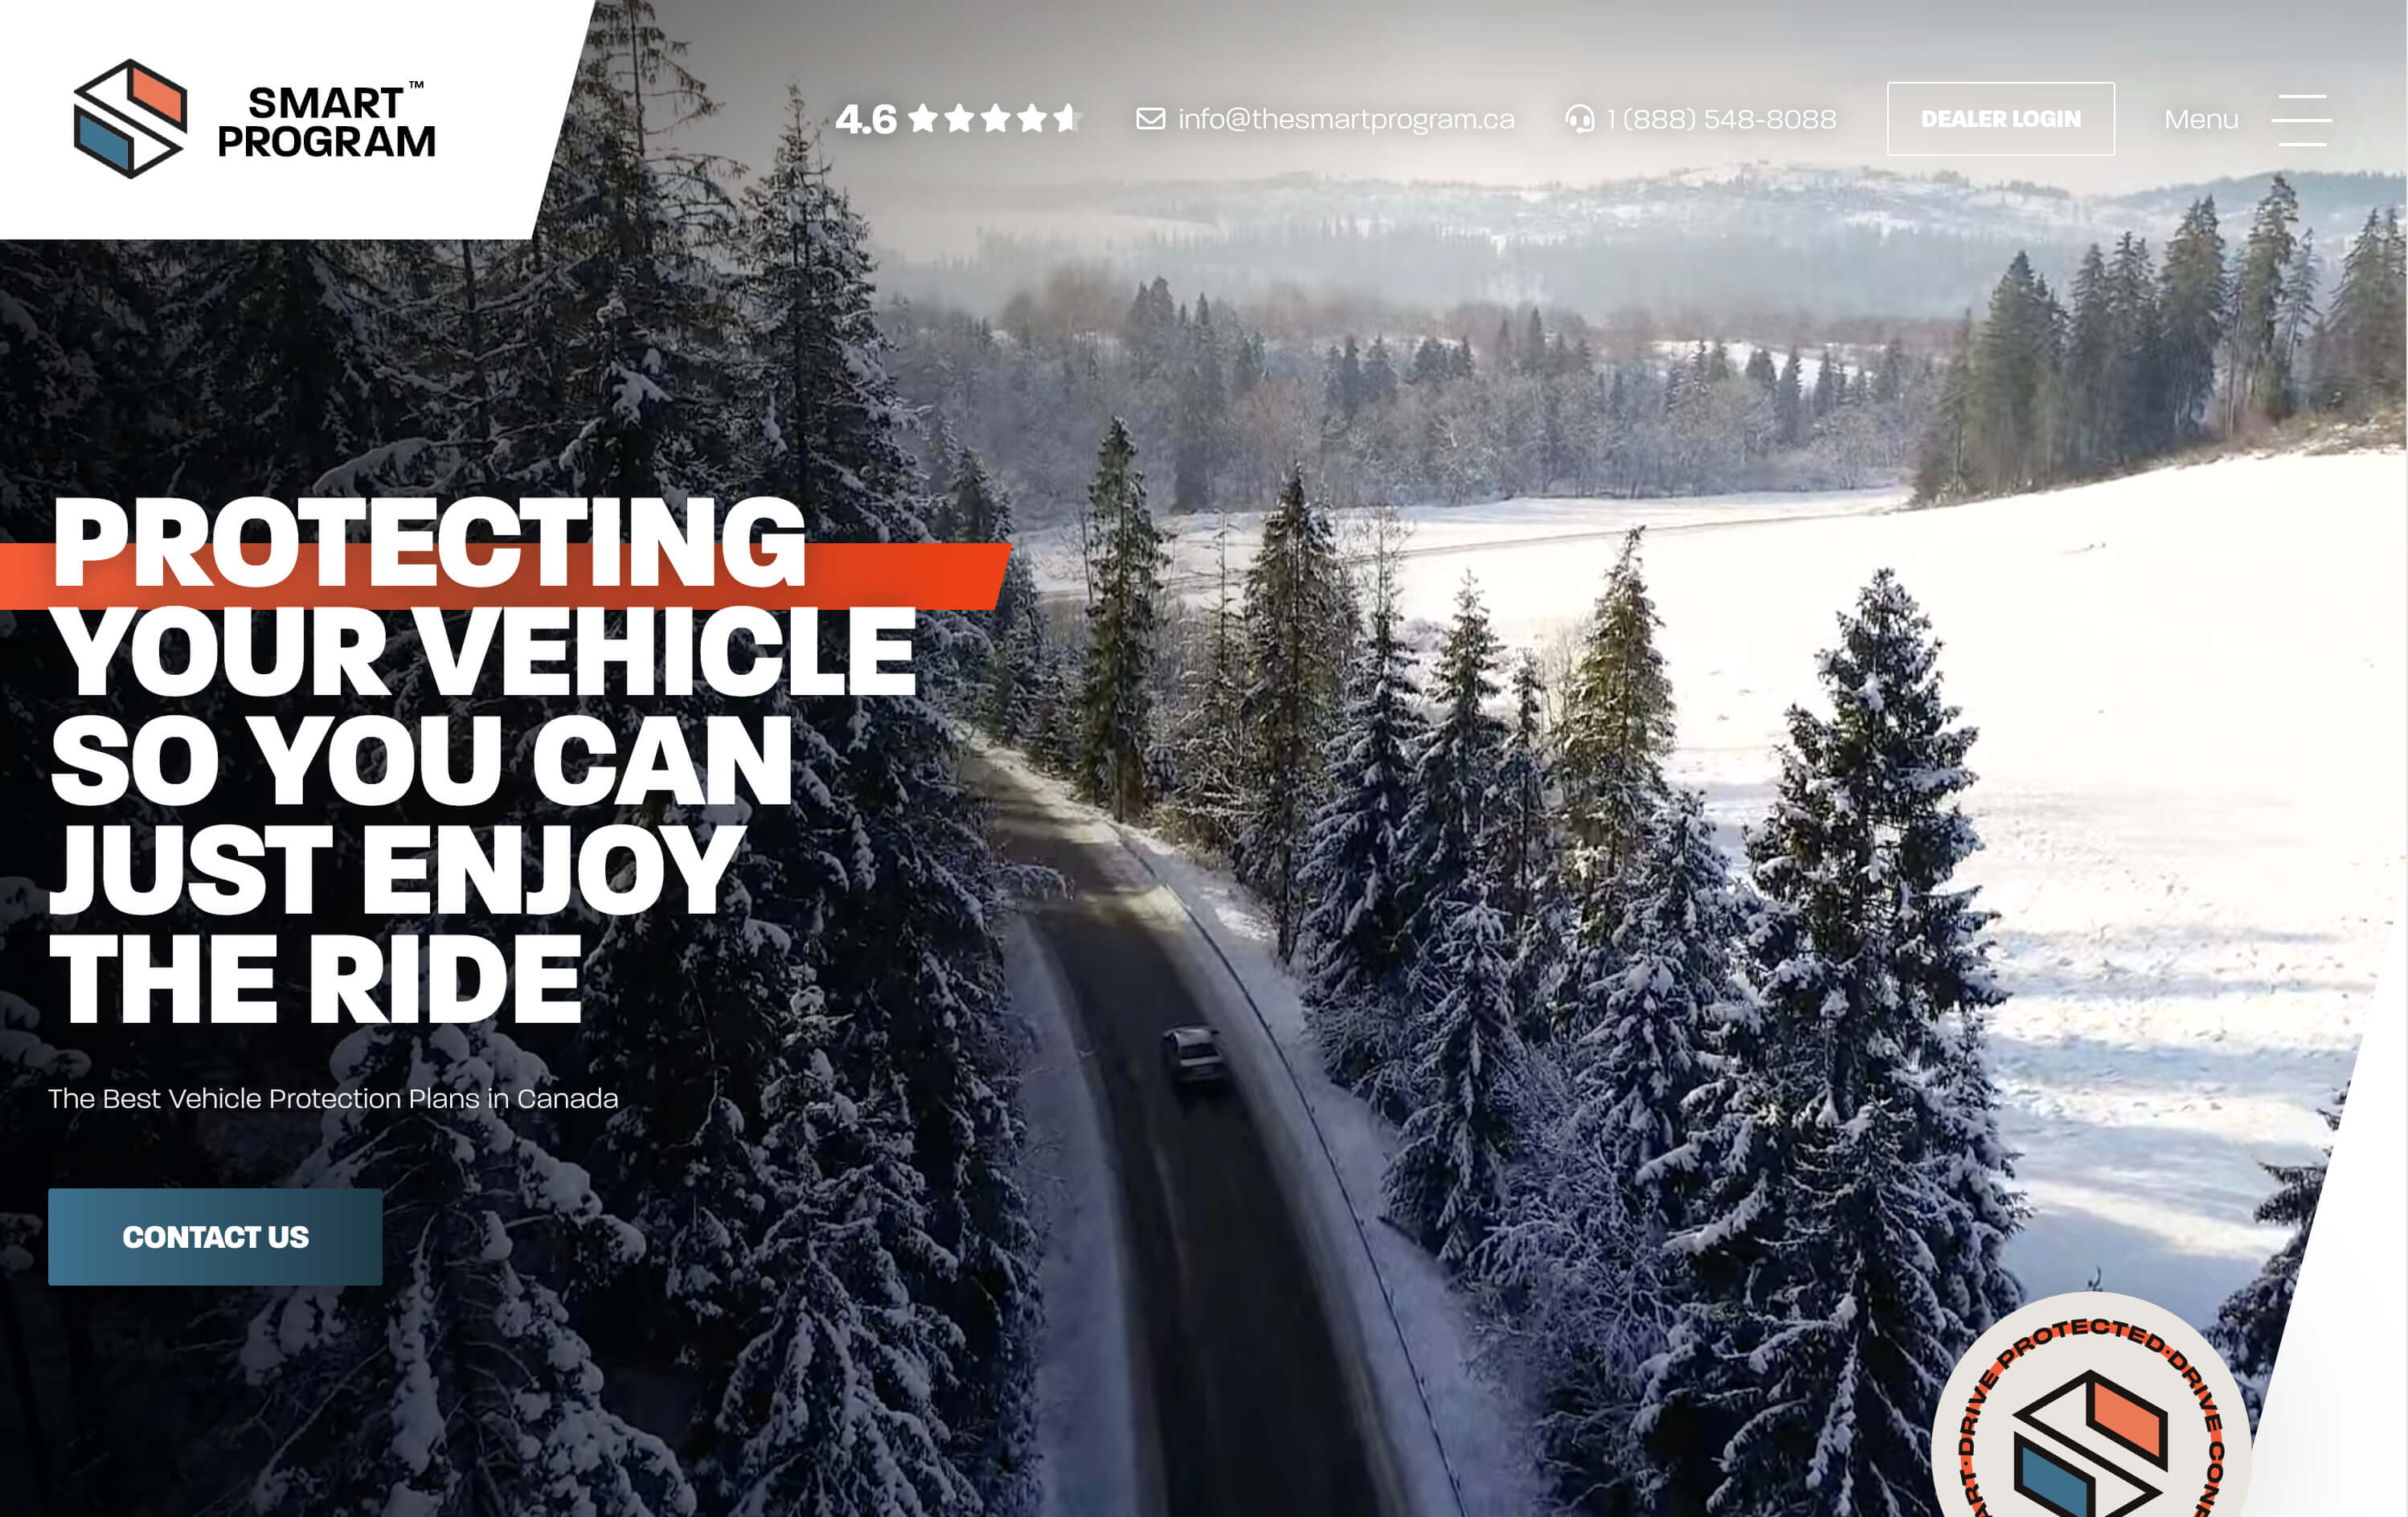 SMART™
PROGRAM
4.6
info@thesmartprogram.ca
1 (888) 548-8088
DEALER LOGIN
Menu
PROTECTING
YOUR VEHICLE
SO YOU CAN
JUST ENJOY
THE RIDE
The Best Vehicle Protection Plans in Canada
CONTACT US
DRIVE PROTECTED·DRIVE